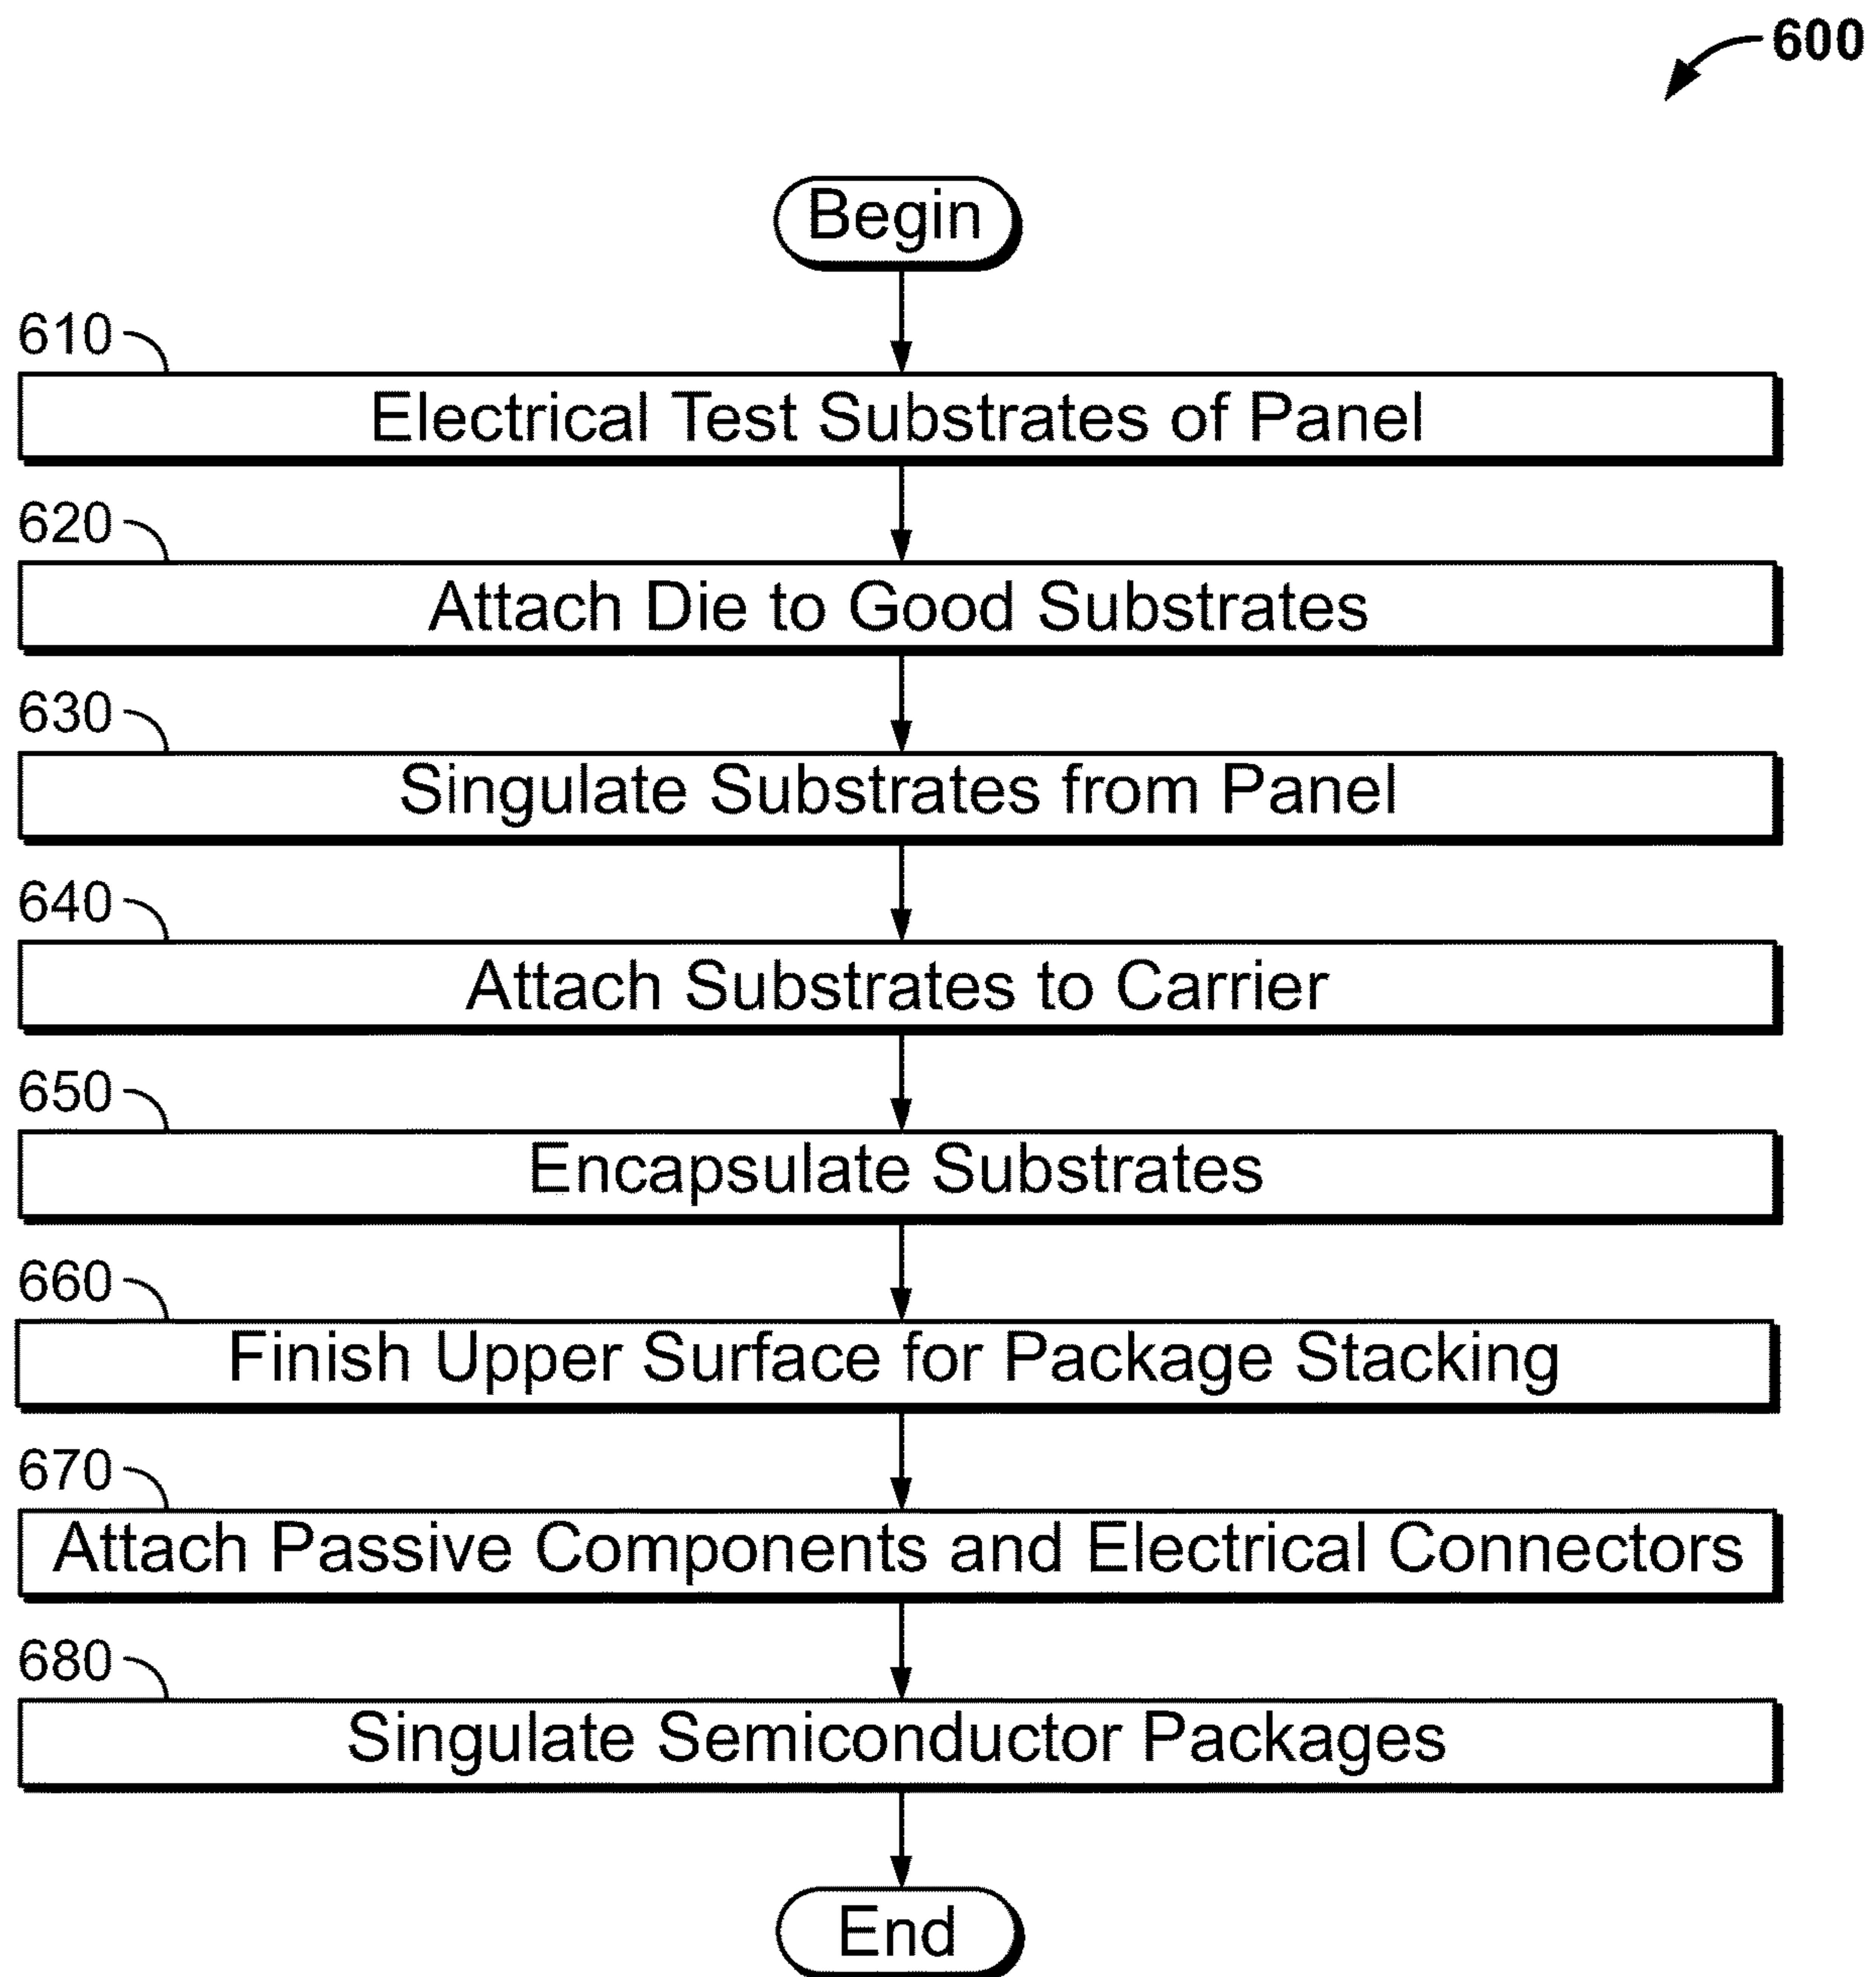 600
Begin
610
Electrical Test Substrates of Panel
620
Attach Die to Good Substrates
630
Singulate Substrates from Panel
640
Attach Substrates to Carrier
650
Encapsulate Substrates
660
Finish Upper Surface for Package Stacking
670
Attach Passive Components and Electrical Connectors
680
Singulate Semiconductor Packages
End